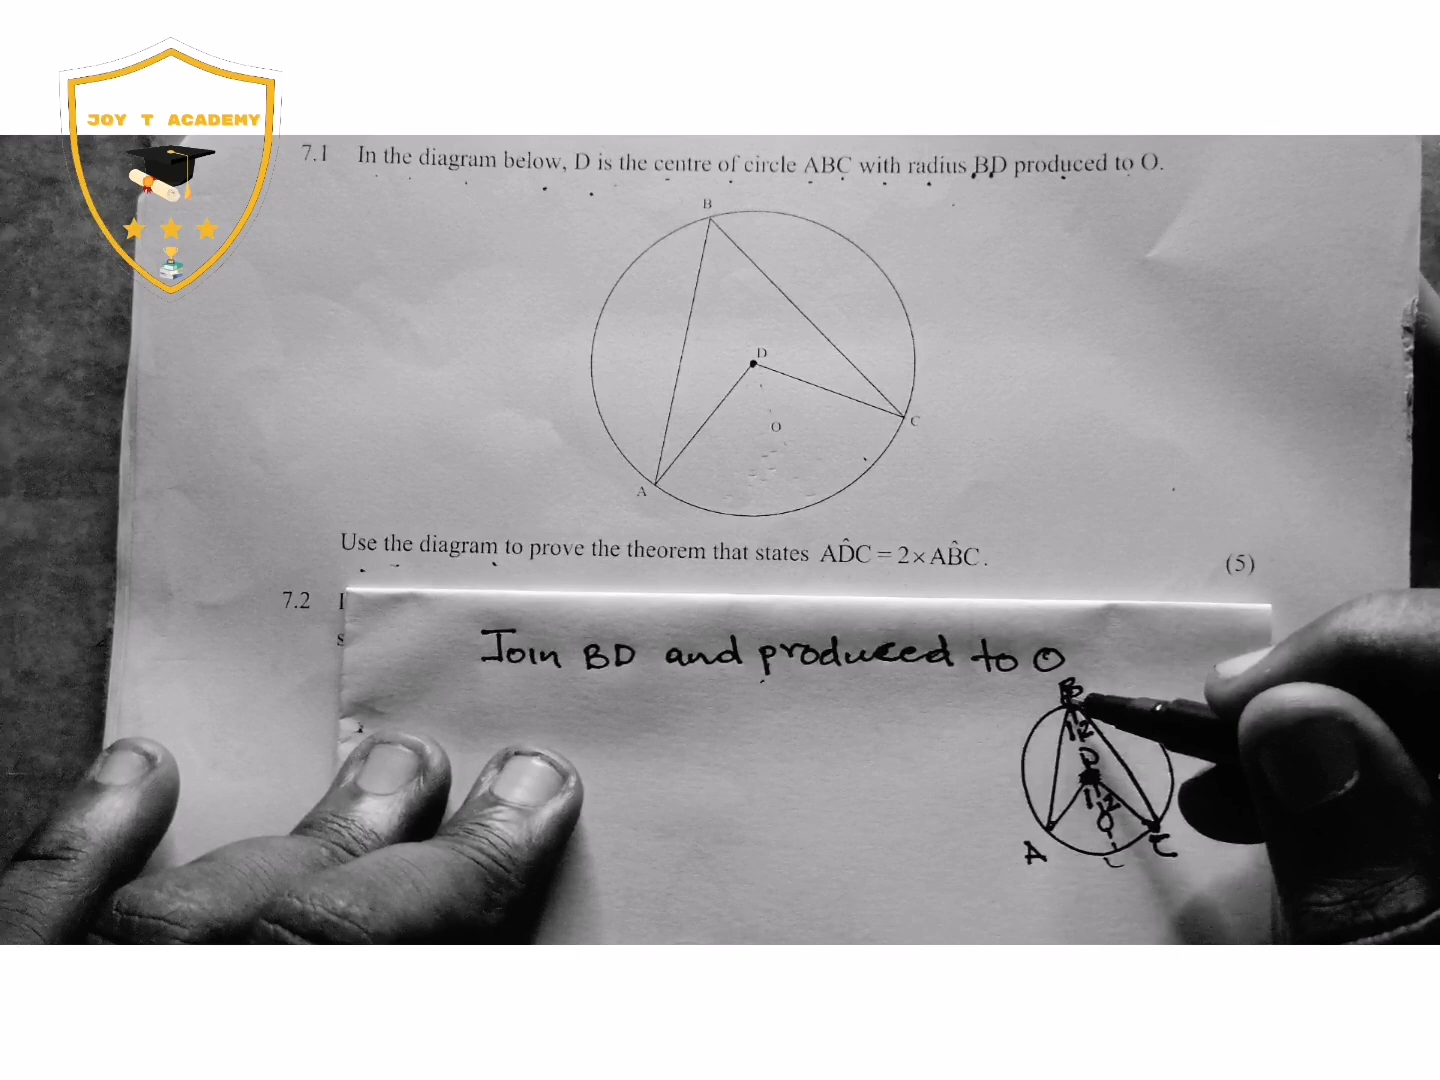 JOY T ACADEMY
7.1 In the diagram below, D is the centre of circle ABC with radius BD produced to O.
B
D
O
C
A
Use the diagram to prove the theorem that states AD̂C = 2×AB̂C.
(5)
7.2 I
s
Join BD and produced to O
B
1 2
D
1 2
O
A
C